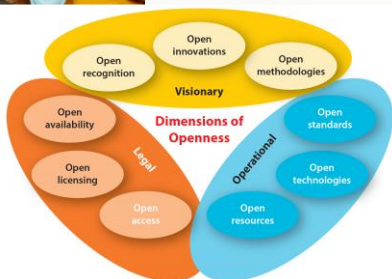 Open
innovations
Open
recognition
Open
methodologies
Visionary
Dimensions of
Openness
Open
availability
Open
licensing
Open
access
Legal
Open
standards
Open
technologies
Open
resources
Operational